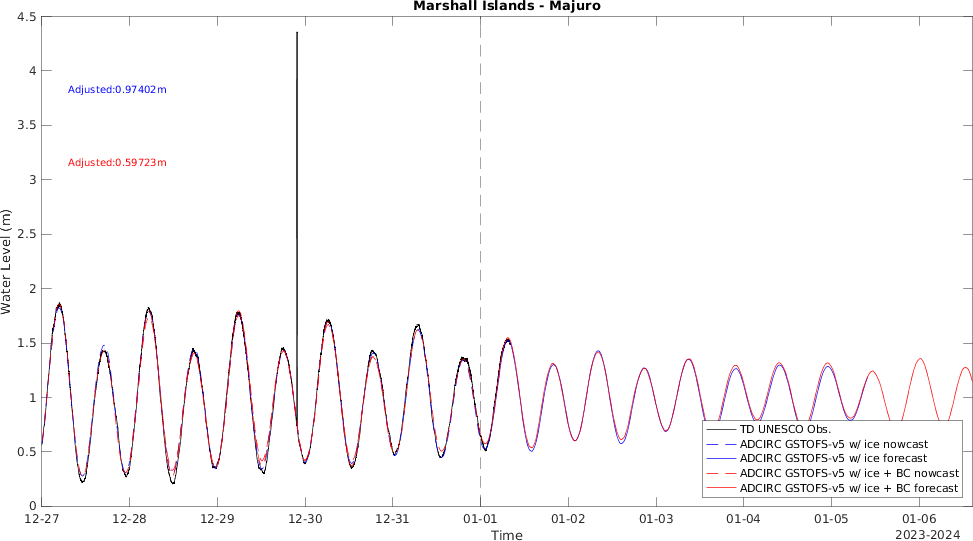 Marshall Islands - Majuro
4.5
4
3.5
3
2.5
2
1.5
1
0.5
0
Water Level (m)
Adjusted:0.97402m
Adjusted:0.59723m
TD UNESCO Obs.
ADCIRC GSTOFS-v5 w/ ice nowcast
ADCIRC GSTOFS-v5 w/ ice forecast
ADCIRC GSTOFS-v5 w/ ice + BC nowcast
ADCIRC GSTOFS-v5 w/ ice + BC forecast
12-27 12-28 12-29 12-30 12-31 01-01 01-02 01-03 01-04 01-05 01-06
Time
2023-2024